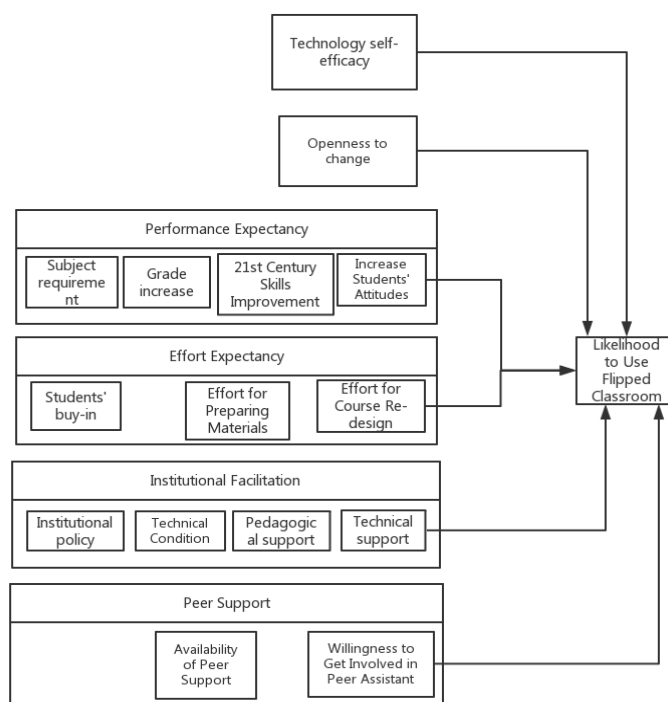 Technology self-
efficacy
Openness to
change
Performance Expectancy
Subject
requireme
nt
Grade
increase
21st Century
Skills
Improvement
Increase
Students'
Attitudes
Effort Expectancy
Students'
buy-in
Effort for
Preparing
Materials
Effort for
Course Re-
design
Likelihood
to Use
Flipped
Classroom
Institutional Facilitation
Institutional
policy
Technical
Condition
Pedagogic
al support
Technical
support
Peer Support
Availability
of Peer
Support
Willingness to
Get Involved in
Peer Assistant